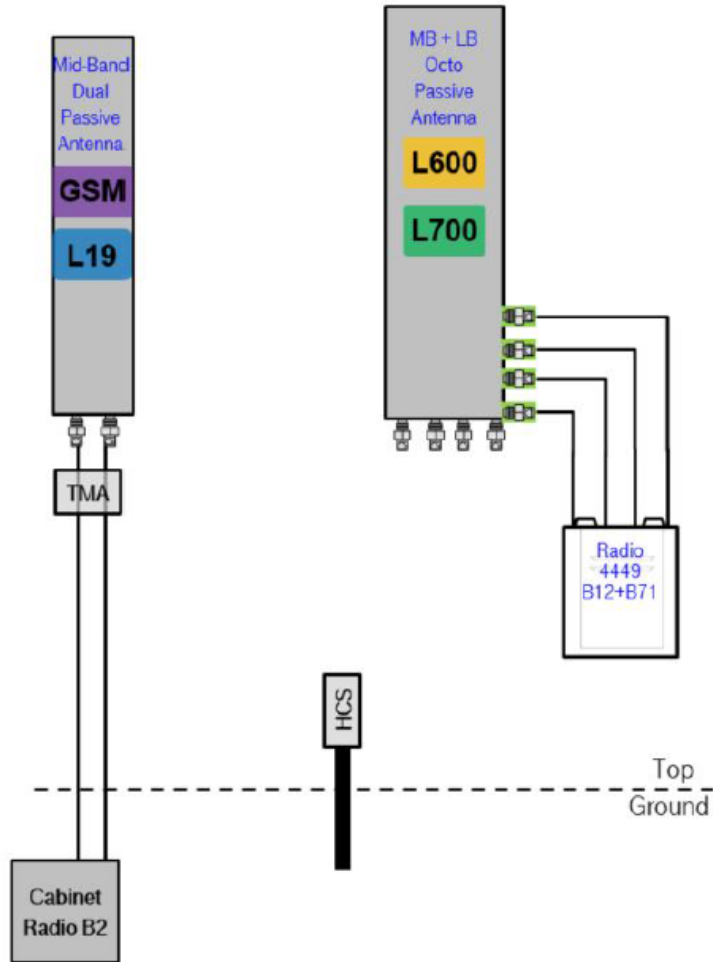 Mid-Band
Dual
Passive
Antenna
GSM
L19
TMA
Cabinet
Radio B2
MB + LB
Octo
Passive
Antenna
L600
L700
Radio
4449
B12+B71
HCS
Top
Ground